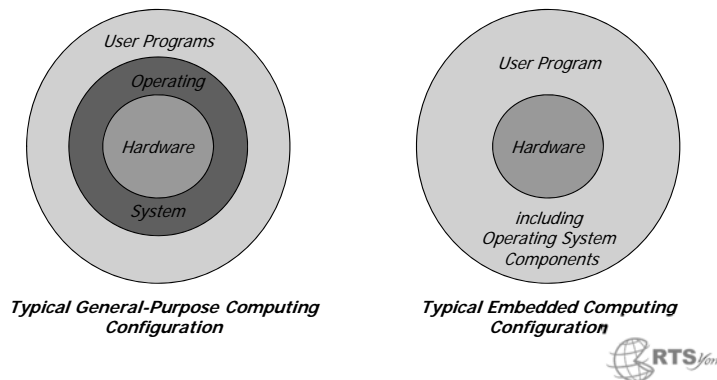 User Programs
Operating
Hardware
System
Typical General-Purpose Computing
Configuration
User Program
Hardware
including
Operating System
Components
Typical Embedded Computing
Configuration
RTS